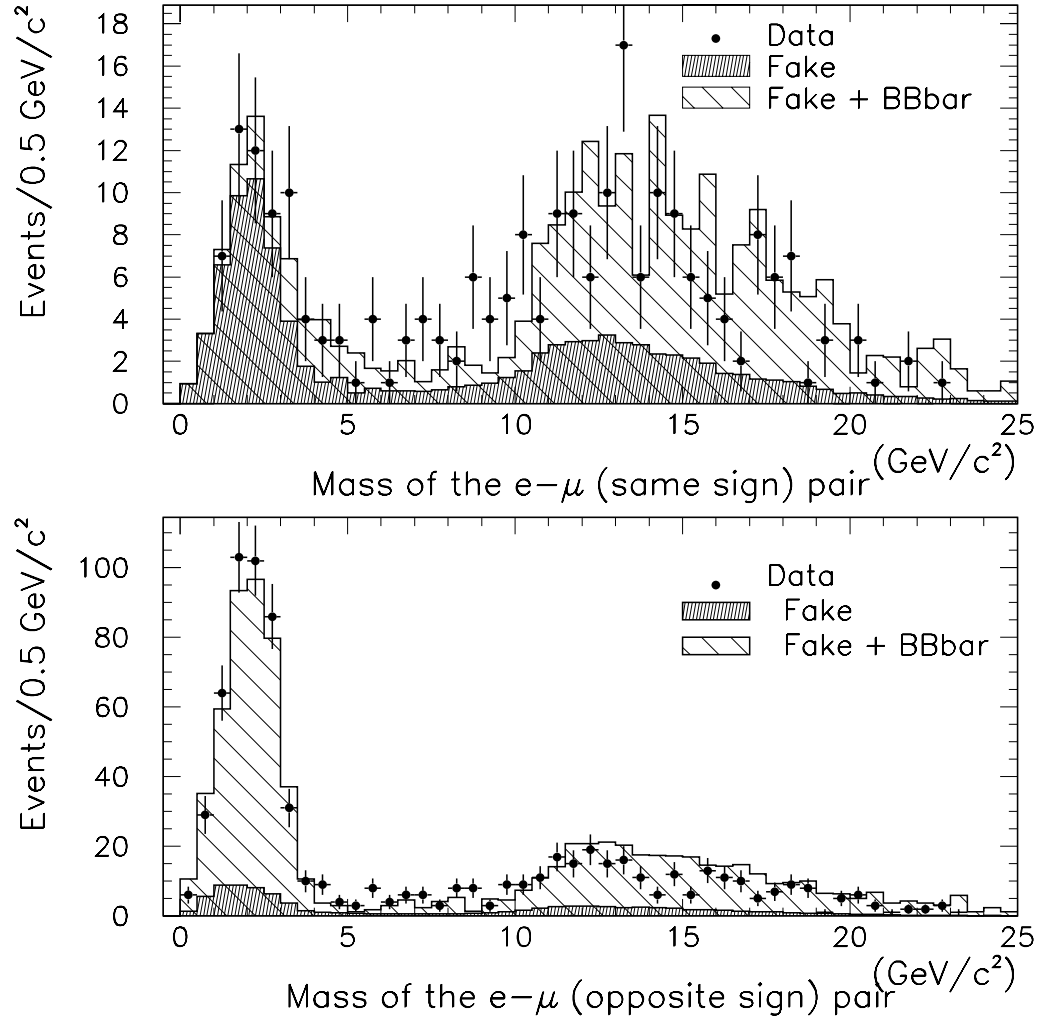 Events/0.5 GeV/c²
18
16
14
12
10
8
6
4
2
0
Data
Fake
Fake + BBbar
0 5 10 15 20 25
(GeV/c²)
Mass of the e−μ (same sign) pair
Events/0.5 GeV/c²
100
80
60
40
20
0
Data
Fake
Fake + BBbar
0 5 10 15 20 25
(GeV/c²)
Mass of the e−μ (opposite sign) pair